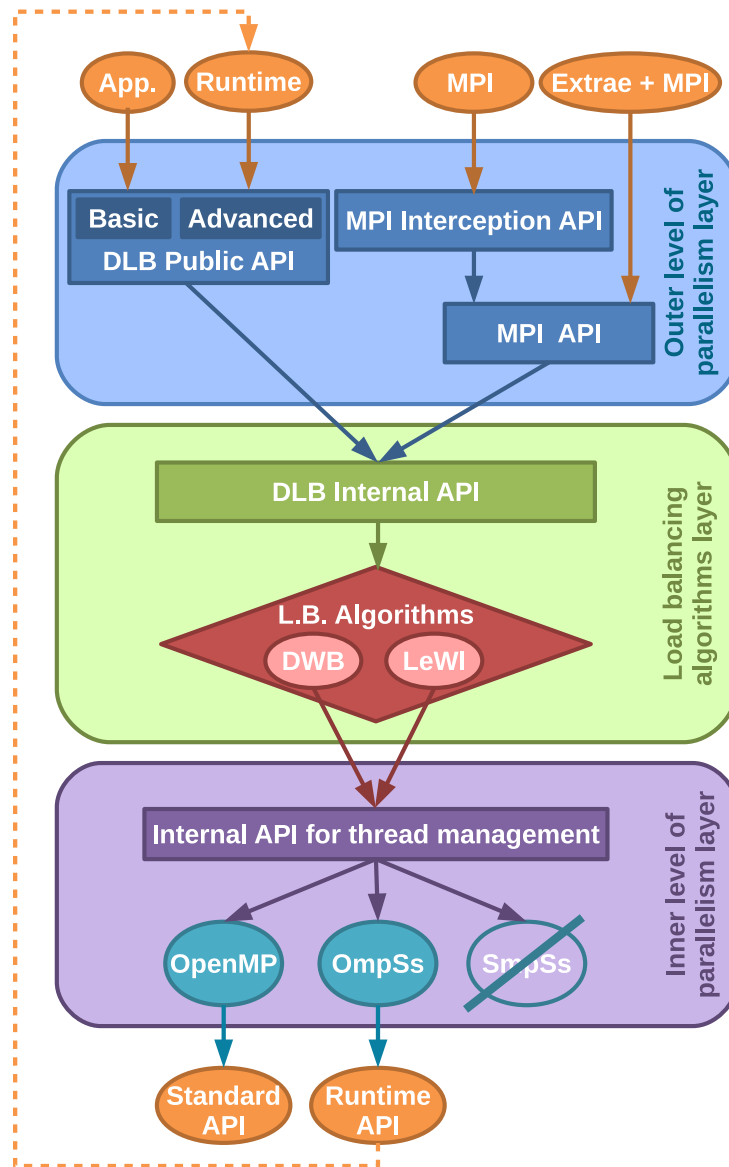 App.
Runtime
MPI
Extrae + MPI
Basic
Advanced
DLB Public API
MPI Interception API
MPI API
Outer level of
parallelism layer
DLB Internal API
L.B. Algorithms
DWB
LeWI
Load balancing
algorithms layer
Internal API for thread management
OpenMP
OmpSs
SmpSs
Inner level of
parallelism layer
Standard
API
Runtime
API